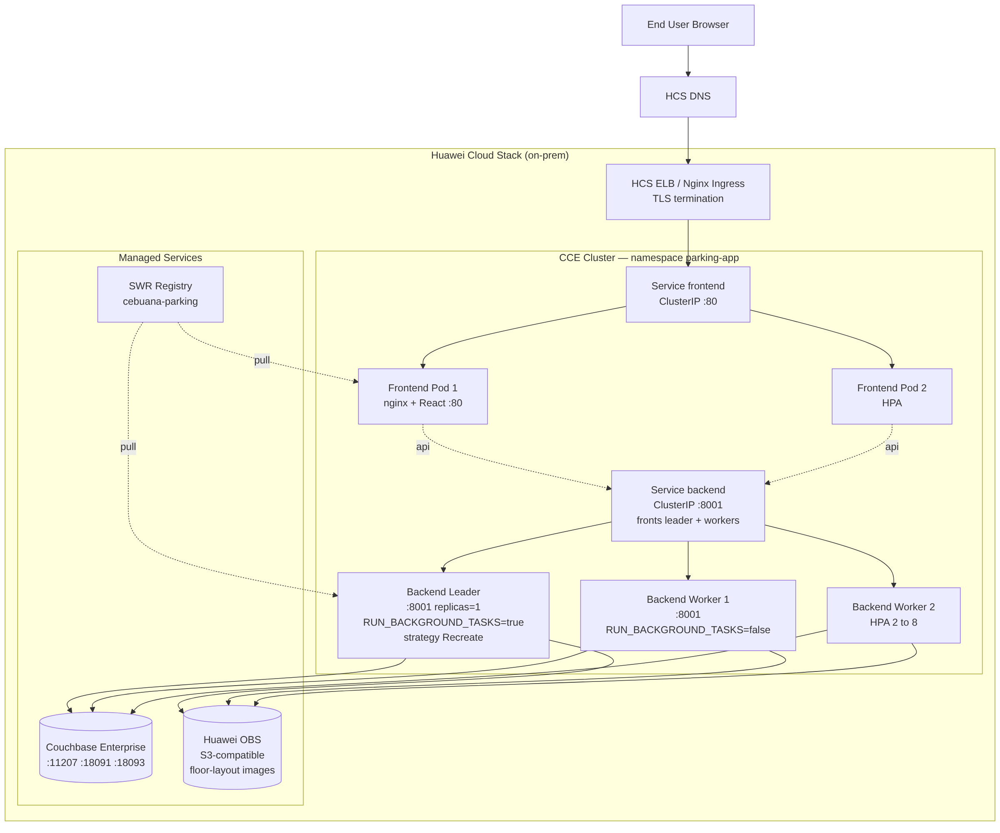 End User Browser
HCS DNS
Huawei Cloud Stack (on-prem)
HCS ELB / Nginx Ingress
TLS termination
Managed Services
CCE Cluster — namespace parking-app
SWR Registry
cebuana-parking
Service frontend
ClusterIP :80
pull
Frontend Pod 1
nginx + React :80
Frontend Pod 2
HPA
pull
api
api
Service backend
ClusterIP :8001
fronts leader + workers
Backend Leader
:8001 replicas=1
RUN_BACKGROUND_TASKS=true
strategy Recreate
Backend Worker 1
:8001
RUN_BACKGROUND_TASKS=false
Backend Worker 2
HPA 2 to 8
Couchbase Enterprise
:11207 :18091 :18093
Huawei OBS
S3-compatible
floor-layout images